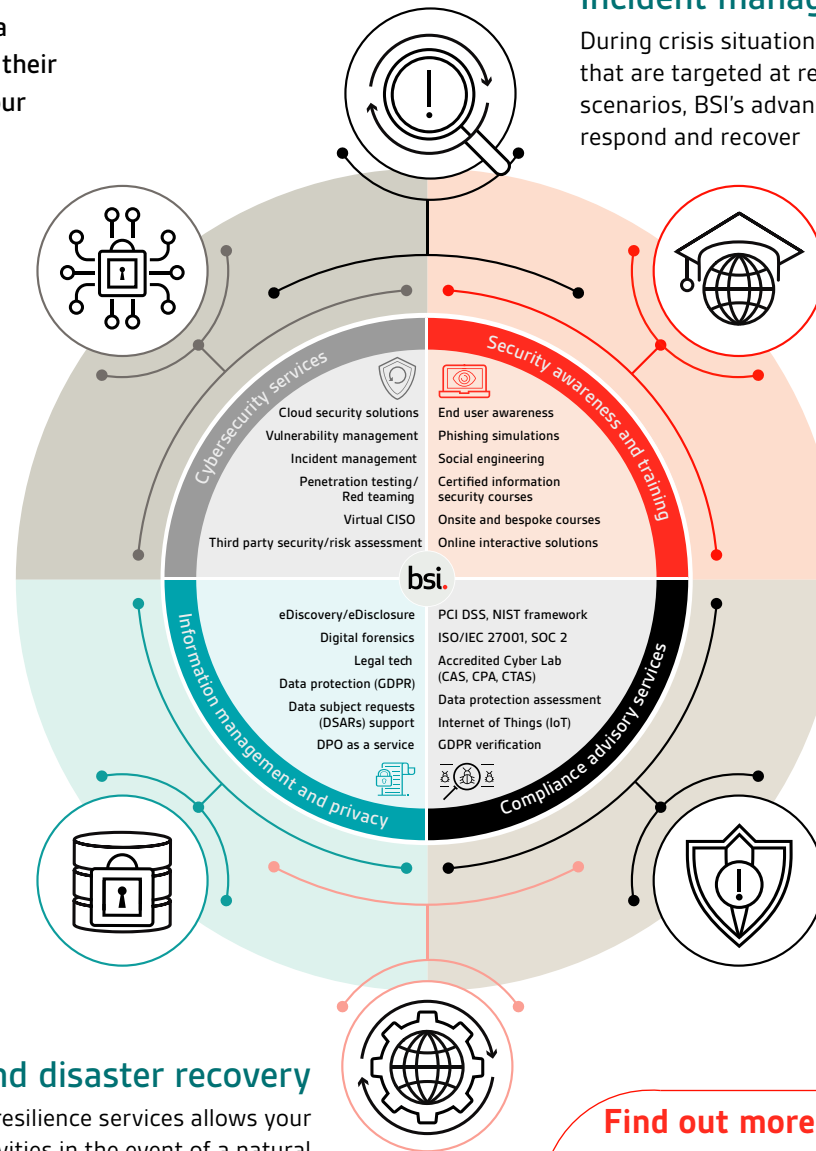 a
their
ur
Incident manag
During crisis situation
that are targeted at re
scenarios, BSI's advan
respond and recover
Cybersecurity services
Cloud security solutions
Vulnerability management
Incident management
Penetration testing/
Red teaming
Virtual CISO
Third party security/risk assessment
Security awareness and training
End user awareness
Phishing simulations
Social engineering
Certified information
security courses
Onsite and bespoke courses
Online interactive solutions
bsi.
Information management and privacy
eDiscovery/eDisclosure
Digital forensics
Legal tech
Data protection (GDPR)
Data subject requests
(DSARs) support
DPO as a service
Compliance advisory services
PCI DSS, NIST framework
ISO/IEC 27001, SOC 2
Accredited Cyber Lab
(CAS, CPA, CTAS)
Data protection assessment
Internet of Things (IoT)
GDPR verification
nd disaster recovery
resilience services allows your
vities in the event of a natural
Find out more